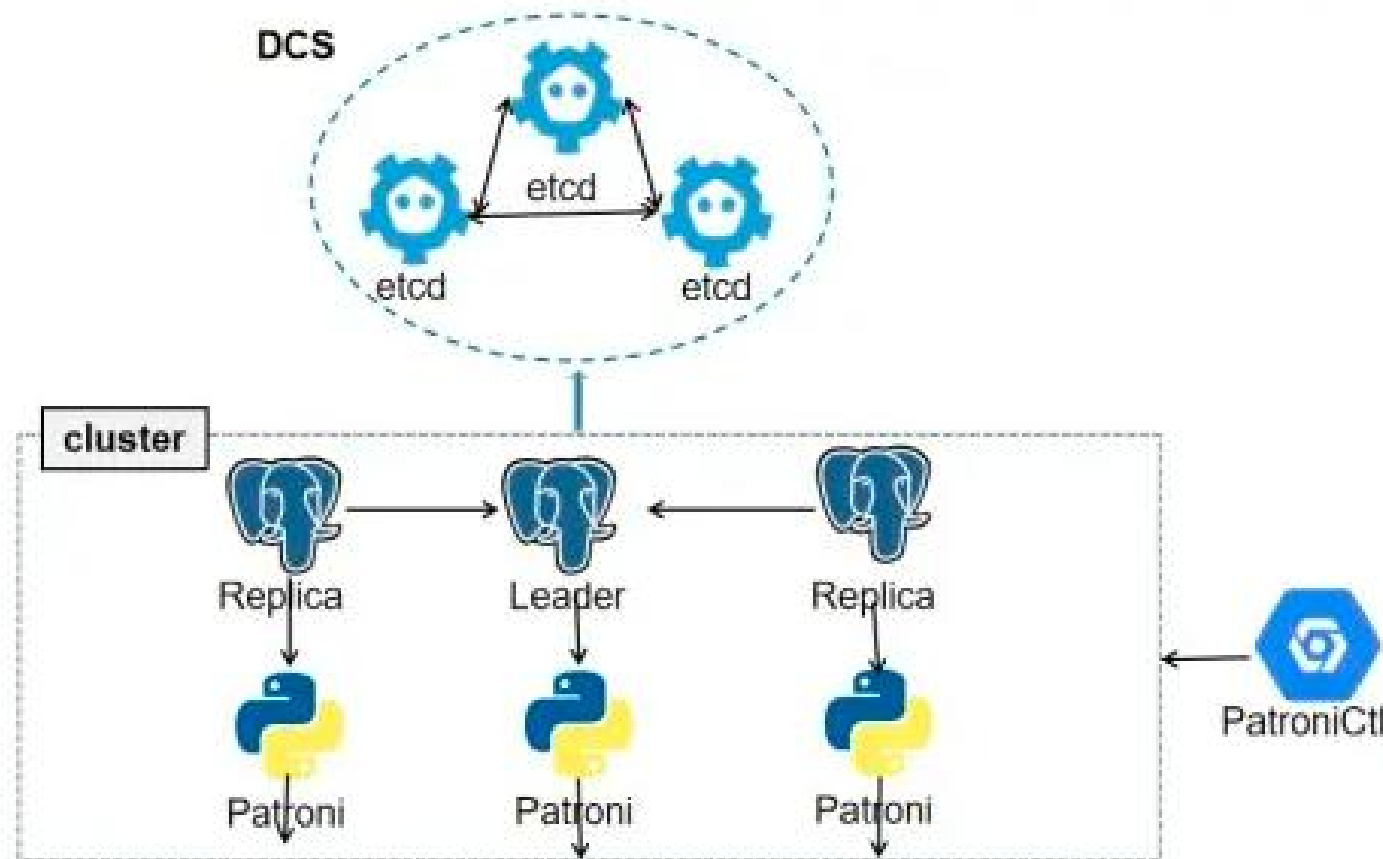 DCS
etcd
etcd
etcd
cluster
Replica
Leader
Replica
PatroniCtl
Patroni
Patroni
Patroni